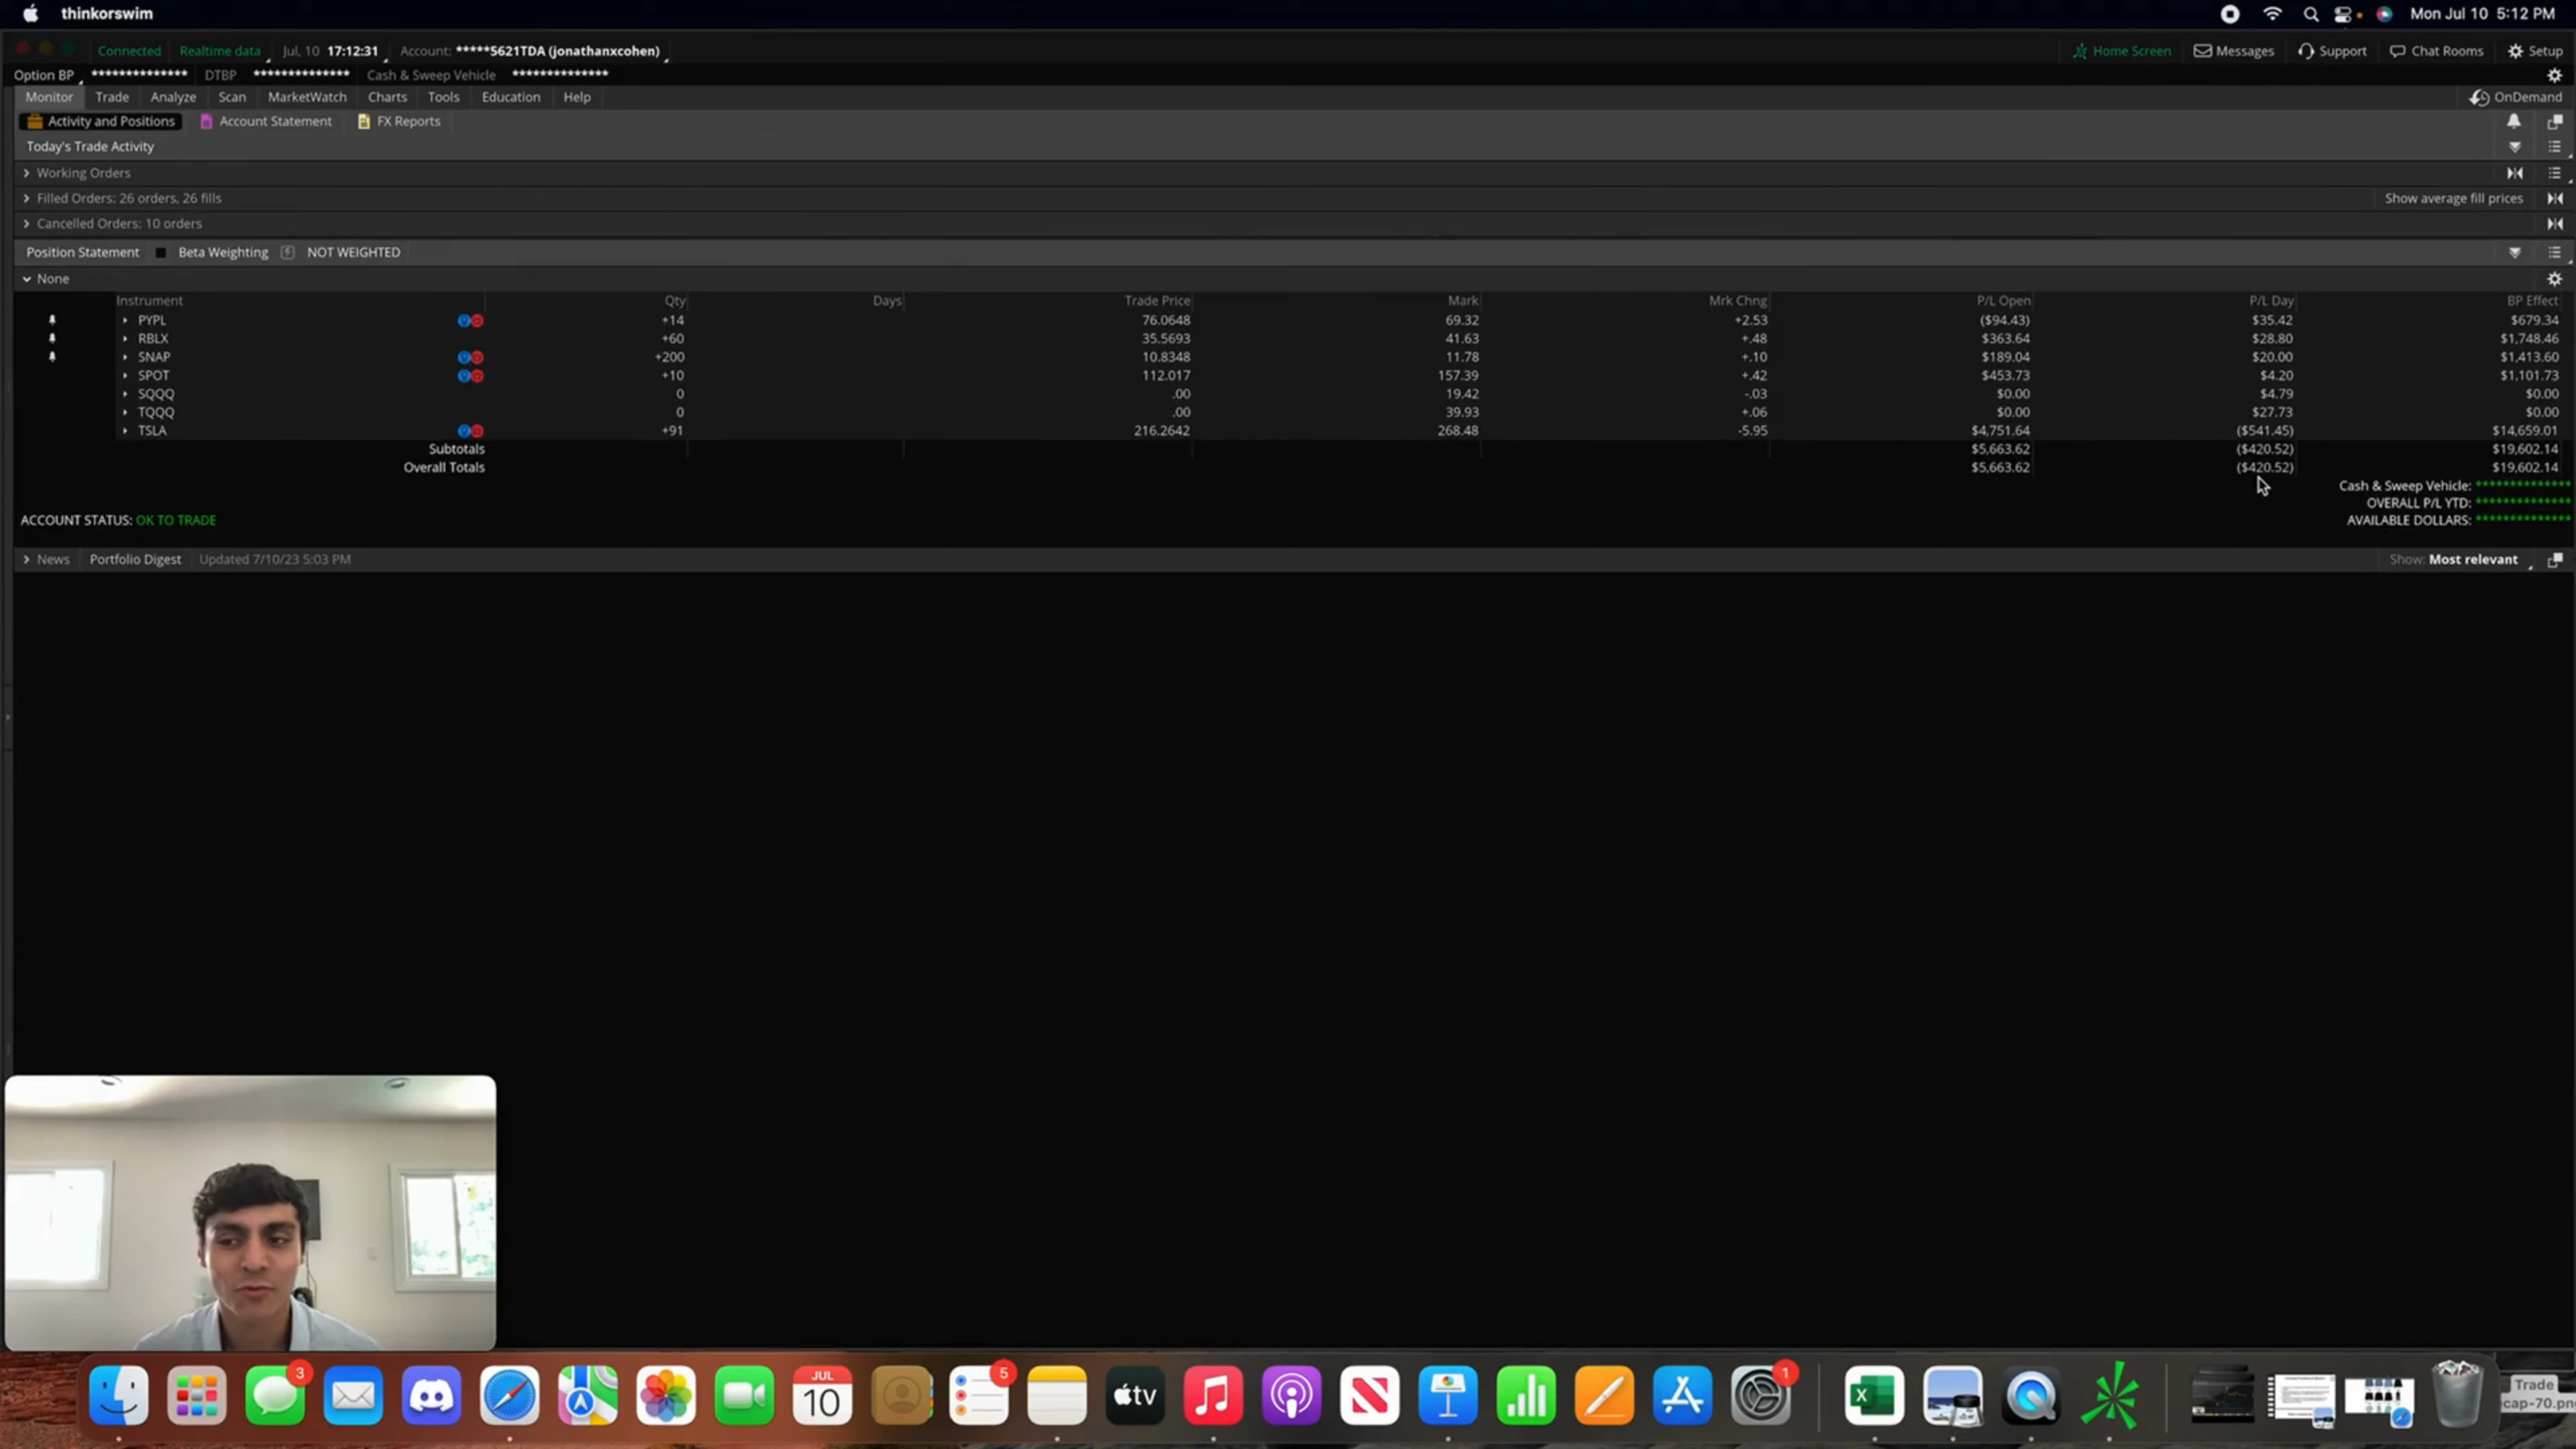 thinkorswim Mon Jul 10 5:12 PM
Connected Realtime data Jul, 10 17:12:31 Account: *****5621TDA (jonathanxcohen) Home Screen Messages Support Chat Rooms Setup
Option BP ************** DTBP ************** Cash & Sweep Vehicle **************
Monitor Trade Analyze Scan MarketWatch Charts Tools Education Help OnDemand
Activity and Positions Account Statement FX Reports
Today's Trade Activity
Working Orders
Filled Orders: 26 orders, 26 fills Show average fill prices
Cancelled Orders: 10 orders
Position Statement Beta Weighting NOT WEIGHTED
None
Instrument Qty Days Trade Price Mark Mrk Chng P/L Open P/L Day BP Effect
PYPL +14 76.0648 69.32 +2.53 ($94.43) $35.42 $679.34
RBLX +60 35.5693 41.63 +.48 $363.64 $28.80 $1,748.46
SNAP +200 10.8348 11.78 +.10 $189.04 $20.00 $1,413.60
SPOT +10 112.017 157.39 +.42 $453.73 $4.20 $1,101.73
SQQQ 0 .00 19.42 -.03 $0.00 $4.79 $0.00
TQQQ 0 .00 39.93 +.06 $0.00 $27.73 $0.00
TSLA +91 216.2642 268.48 -5.95 $4,751.64 ($541.45) $14,659.01
Subtotals $5,663.62 ($420.52) $19,602.14
Overall Totals $5,663.62 ($420.52) $19,602.14
Cash & Sweep Vehicle: **************
OVERALL P/L YTD: **************
ACCOUNT STATUS: OK TO TRADE AVAILABLE DOLLARS: **************
News Portfolio Digest Updated 7/10/23 5:03 PM Show: Most relevant
3
JUL
10
5
tv
1
X
Trade
ecap-70.png